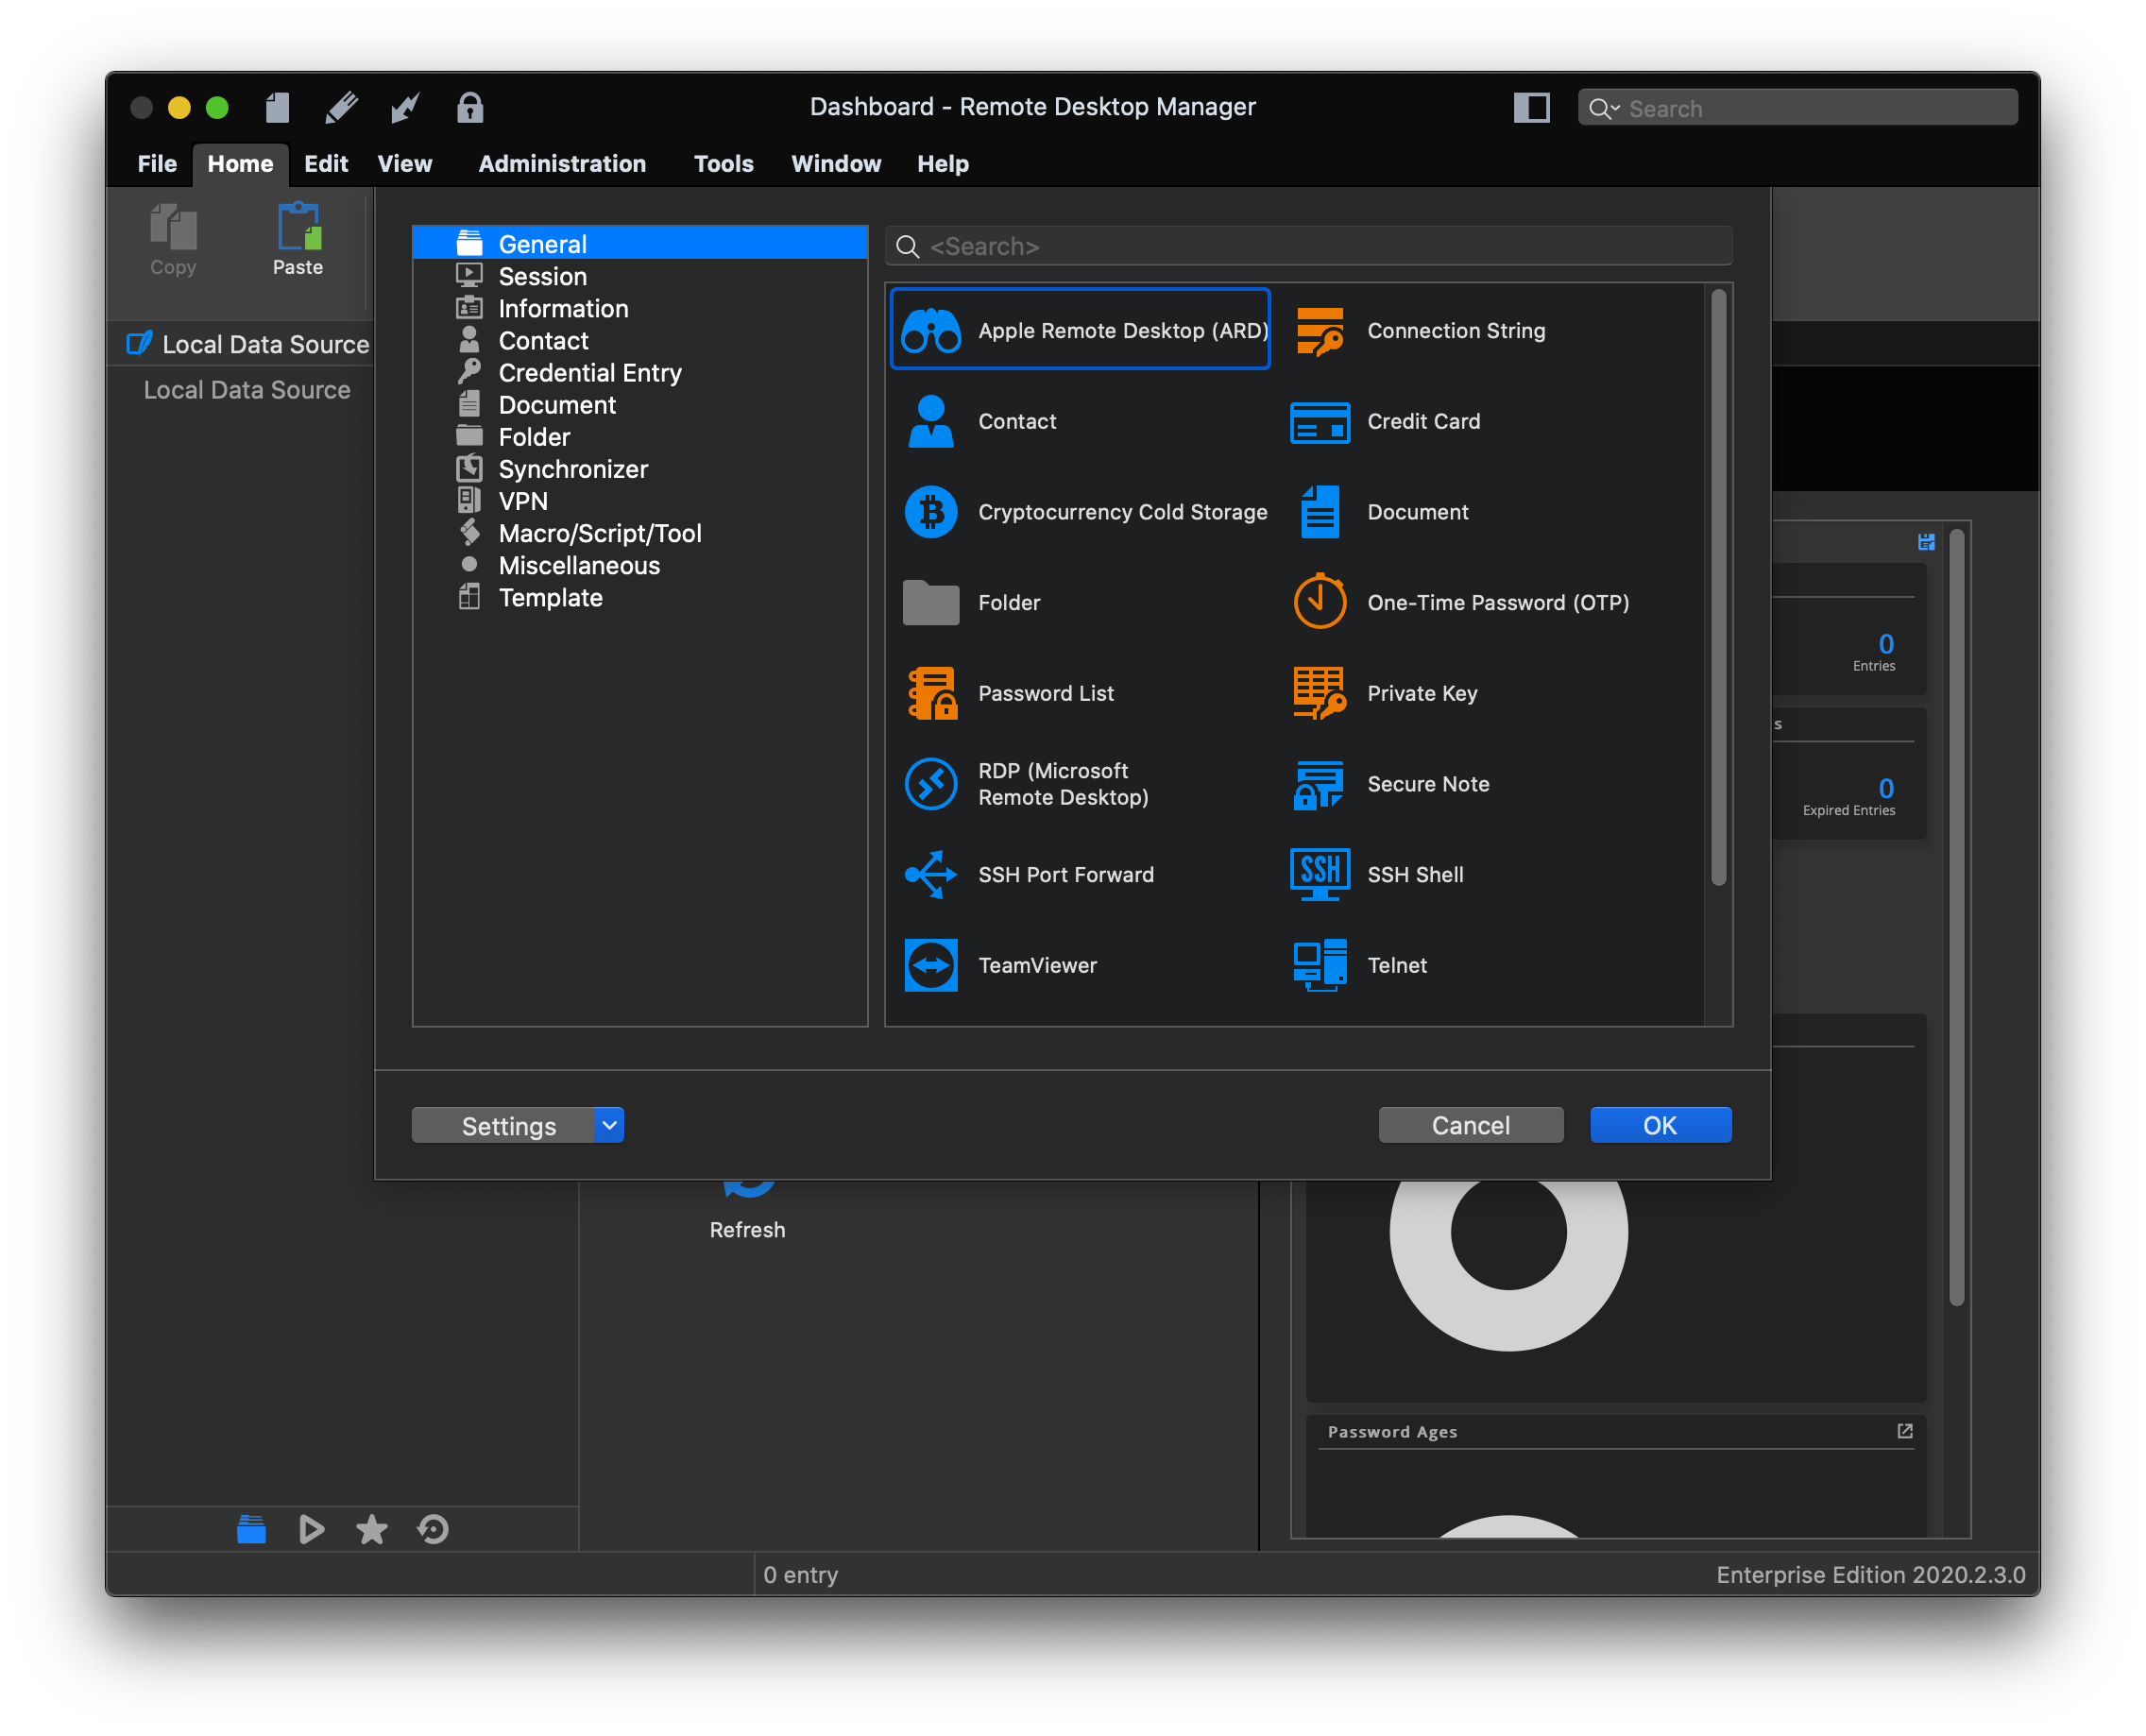 Dashboard - Remote Desktop Manager
Search
File Home Edit View Administration Tools Window Help
Copy
Paste
Local Data Source
Local Data Source
General
Session
Information
Contact
Credential Entry
Document
Folder
Synchronizer
VPN
Macro/Script/Tool
Miscellaneous
Template
<Search>
Apple Remote Desktop (ARD)
Connection String
Contact
Credit Card
Cryptocurrency Cold Storage
Document
Folder
One-Time Password (OTP)
Password List
Private Key
RDP (Microsoft
Remote Desktop)
Secure Note
SSH Port Forward
SSH
SSH Shell
TeamViewer
Telnet
Settings
Cancel
OK
0
Entries
s
0
Expired Entries
Refresh
Password Ages
0 entry
Enterprise Edition 2020.2.3.0